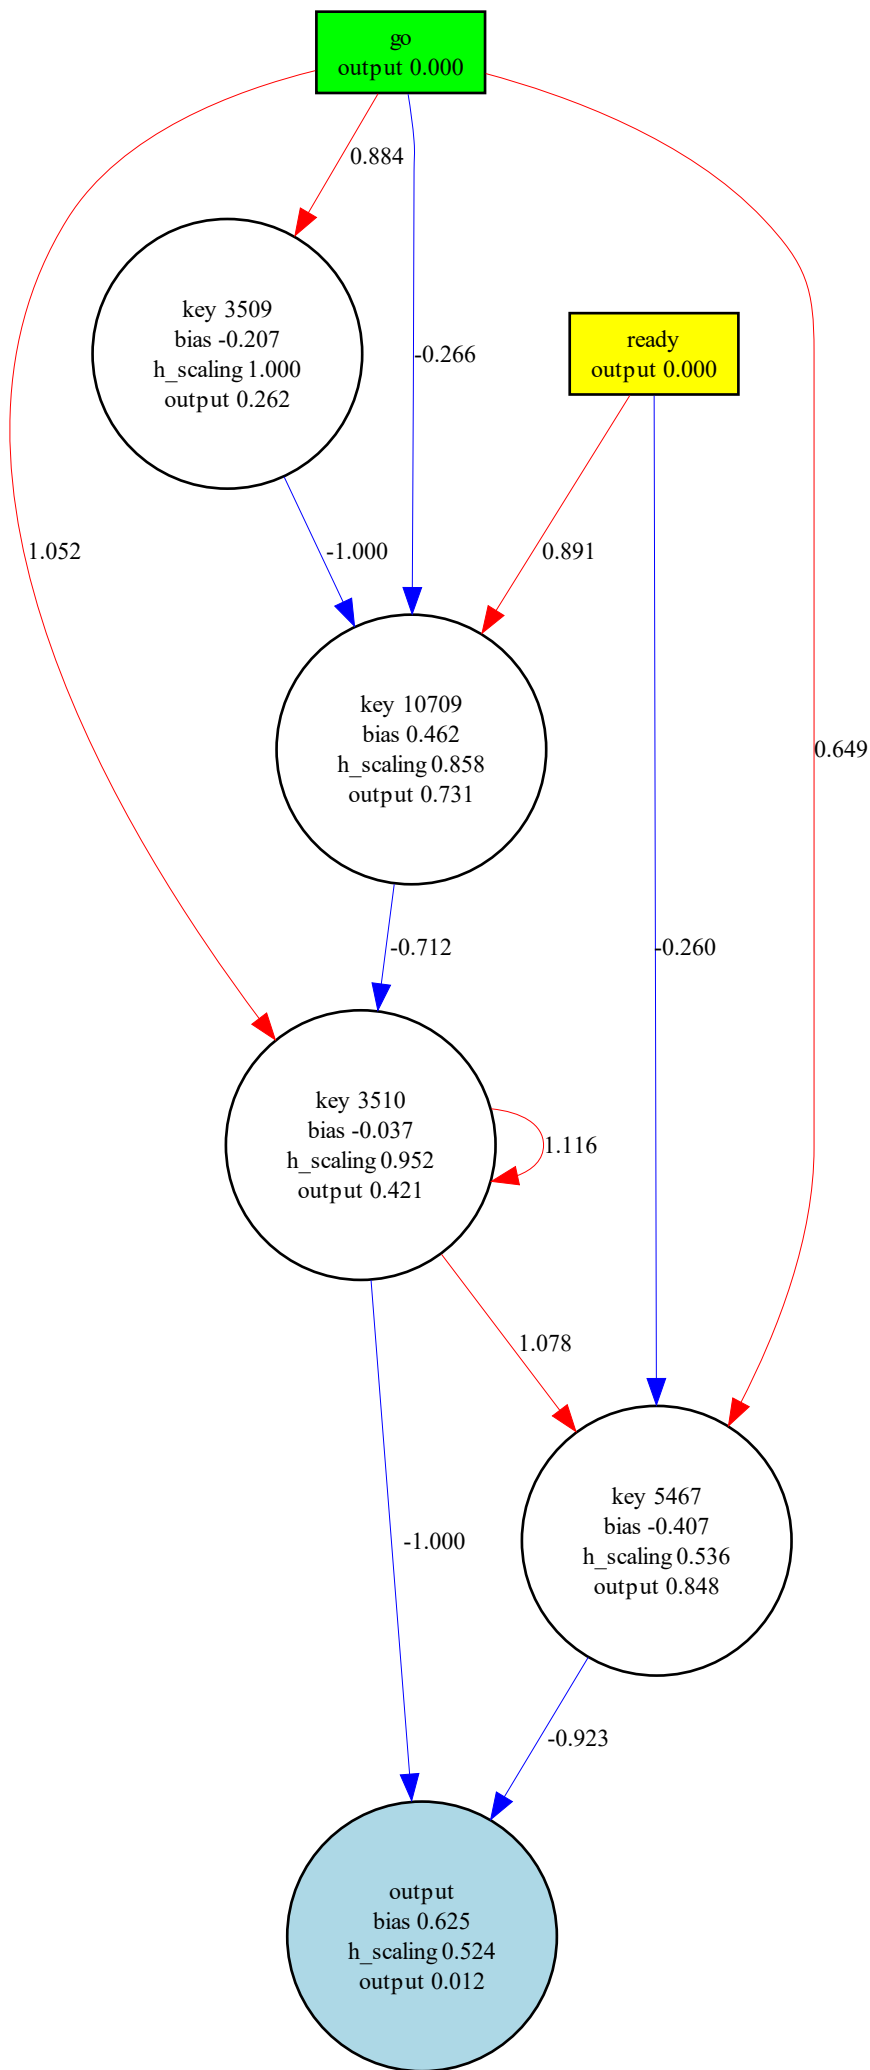 go
output 0.000
0.884
key 3509
bias -0.207
h_scaling 1.000
output 0.262
-0.266
ready
output 0.000
1.052
-1.000
0.891
key 10709
bias 0.462
h_scaling 0.858
output 0.731
0.649
-0.712
-0.260
key 3510
bias -0.037
h_scaling 0.952
output 0.421
1.116
1.078
key 5467
bias -0.407
h_scaling 0.536
output 0.848
-1.000
-0.923
output
bias 0.625
h_scaling 0.524
output 0.012